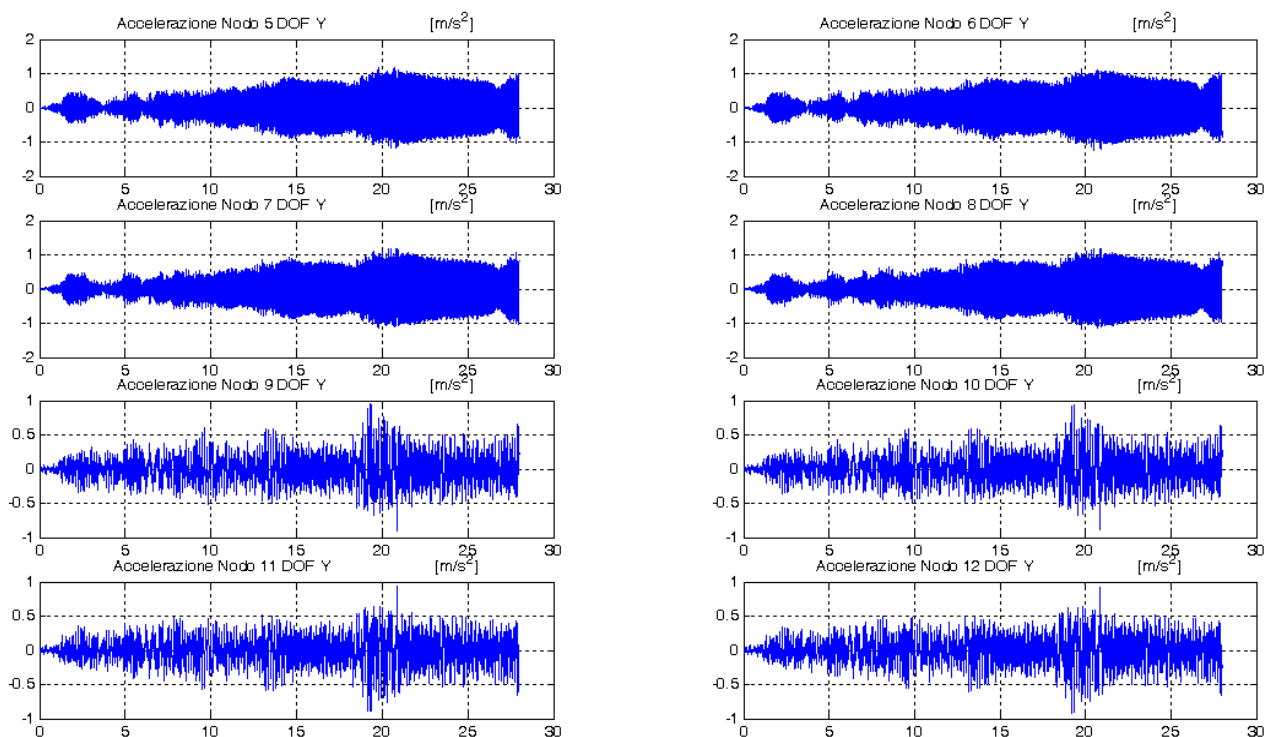 Accelerazione Nodo 5 DOF Y [m/s²]
2
1
0
-1
-2
0 5 10 15 20 25 30
Accelerazione Nodo 6 DOF Y [m/s²]
2
1
0
-1
-2
0 5 10 15 20 25 30
Accelerazione Nodo 7 DOF Y [m/s²]
2
1
0
-1
-2
0 5 10 15 20 25 30
Accelerazione Nodo 8 DOF Y [m/s²]
2
1
0
-1
-2
0 5 10 15 20 25 30
Accelerazione Nodo 9 DOF Y [m/s²]
1
0.5
0
-0.5
-1
0 5 10 15 20 25 30
Accelerazione Nodo 10 DOF Y [m/s²]
1
0.5
0
-0.5
-1
0 5 10 15 20 25 30
Accelerazione Nodo 11 DOF Y [m/s²]
1
0.5
0
-0.5
-1
0 5 10 15 20 25 30
Accelerazione Nodo 12 DOF Y [m/s²]
1
0.5
0
-0.5
-1
0 5 10 15 20 25 30